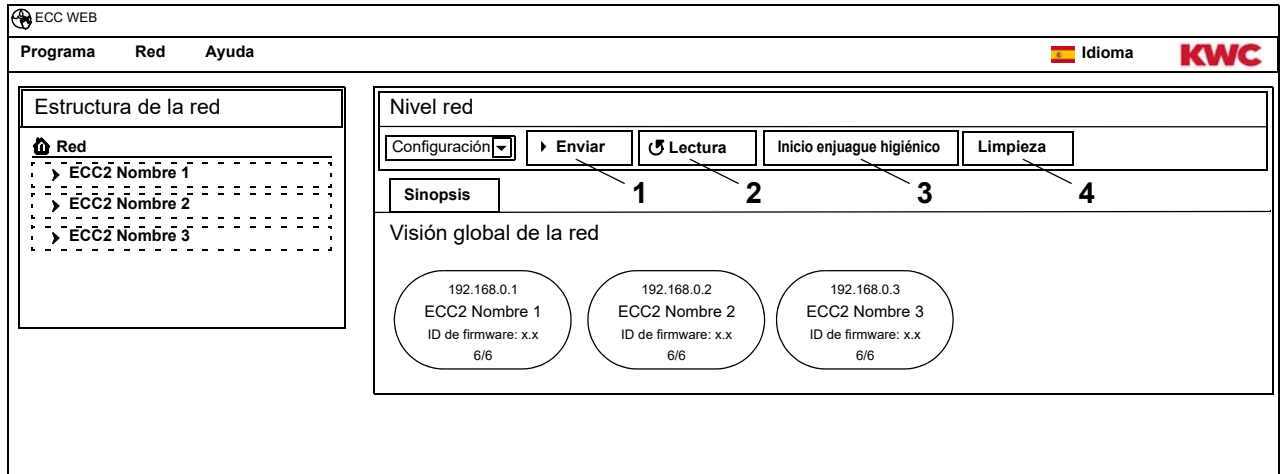 ECC WEB
Programa Red Ayuda Idioma KWC
Estructura de la red
Red
ECC2 Nombre 1
ECC2 Nombre 2
ECC2 Nombre 3
Nivel red
Configuración Enviar Lectura Inicio enjuague higiénico Limpieza
1 2 3 4
Sinopsis
Visión global de la red
192.168.0.1
ECC2 Nombre 1
ID de firmware: x.x
6/6
192.168.0.2
ECC2 Nombre 2
ID de firmware: x.x
6/6
192.168.0.3
ECC2 Nombre 3
ID de firmware: x.x
6/6